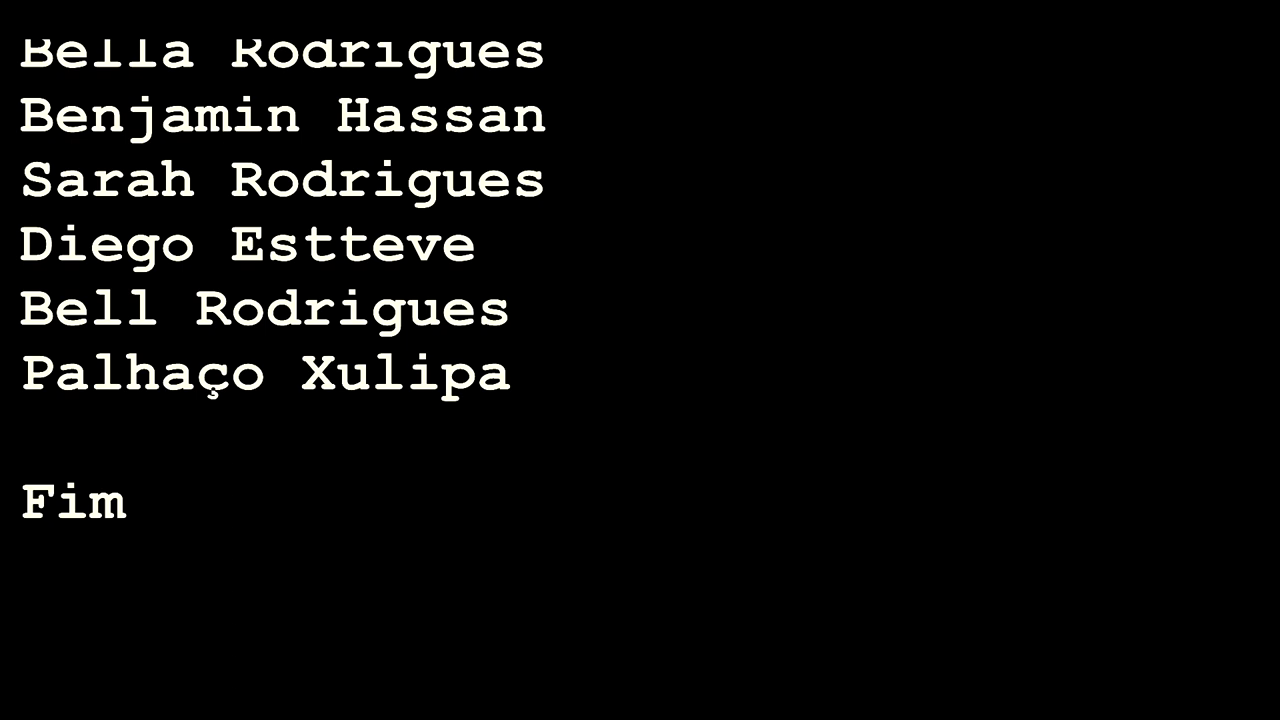 Bella Rodrigues
Benjamin Hassan
Sarah Rodrigues
Diego Estteve
Bell Rodrigues
Palhaço Xulipa
Fim